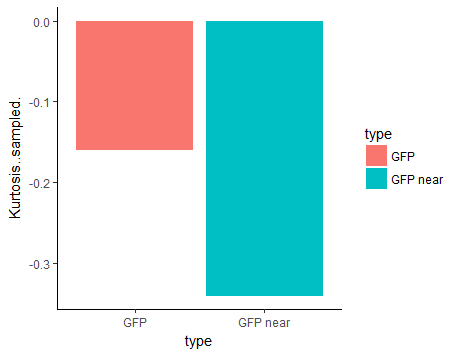 0.0
-0.1
-0.2
-0.3
Kurtosis..sampled.
GFP
GFP near
type
type
GFP
GFP near